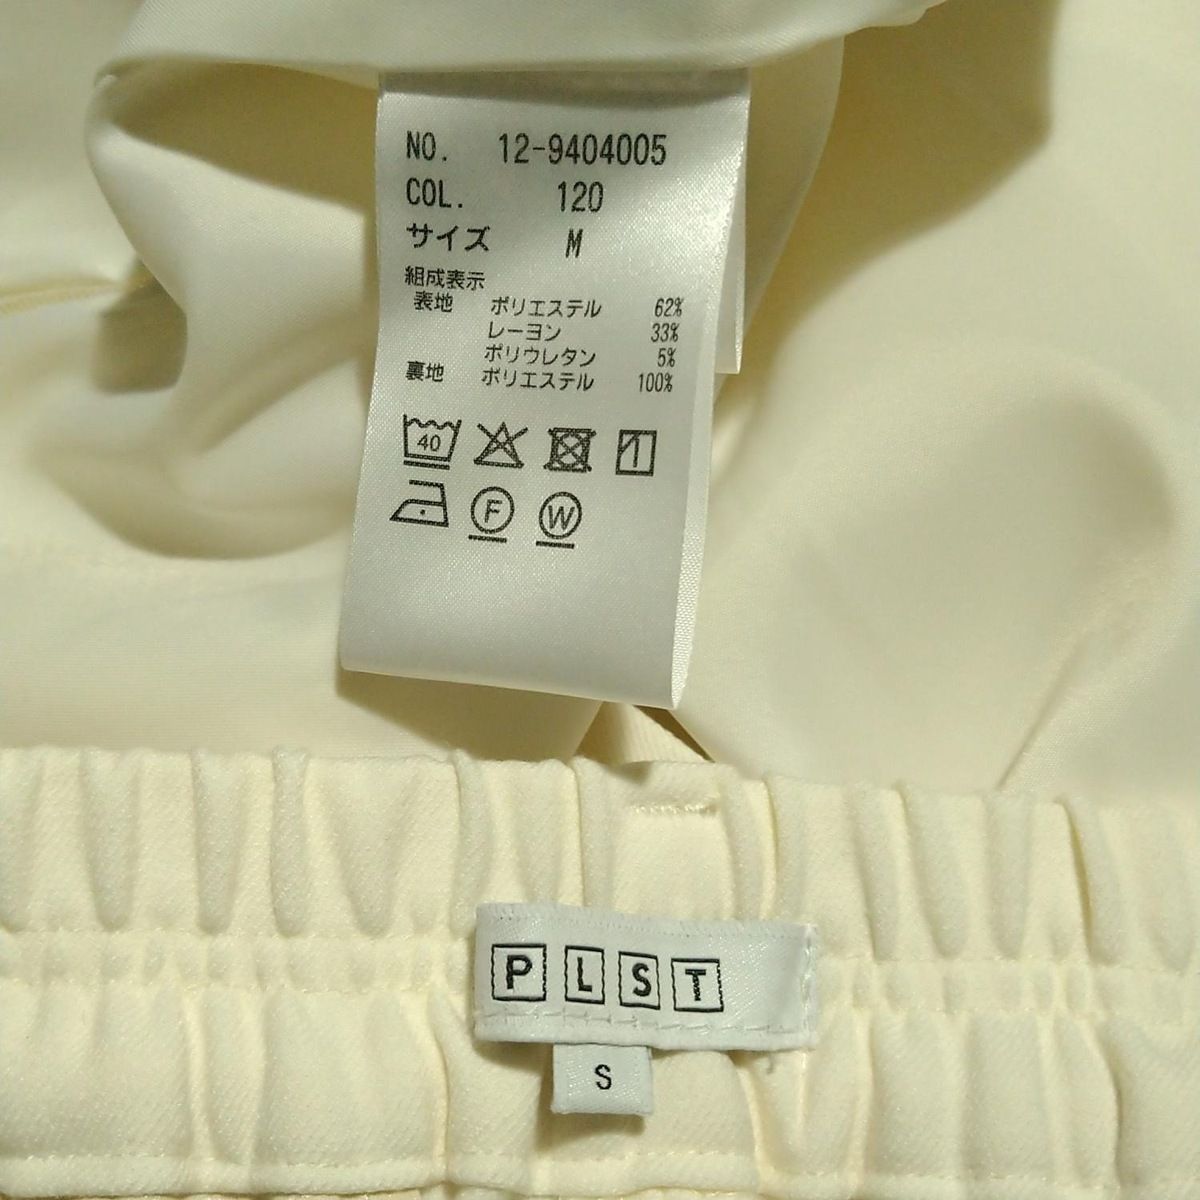 NO. 12-9404005
COL. 120
サイズ M
組成表示
表地 ポリエステル 62%
レーヨン 33%
ポリウレタン 5%
裏地 ポリエステル 100%
40
F W
PLST
S